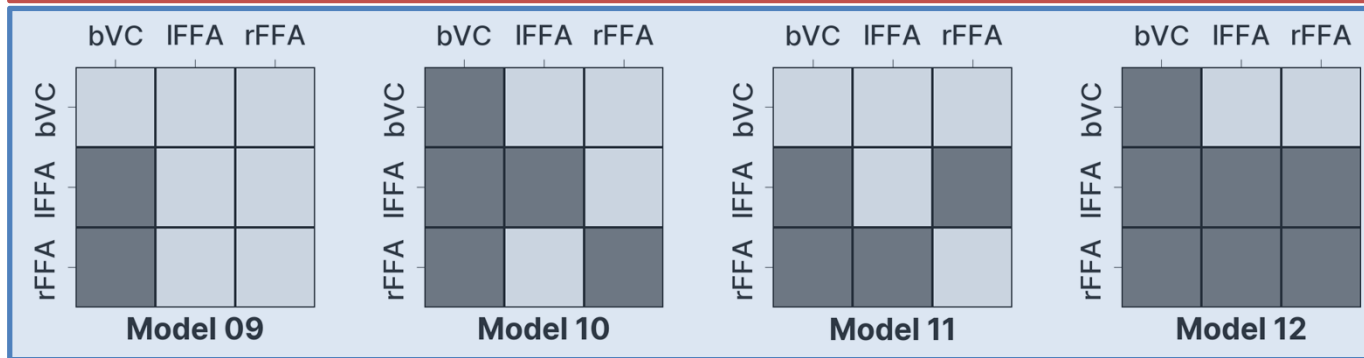 bVC lFFA rFFA bVC lFFA rFFA bVC lFFA rFFA bVC lFFA rFFA
bVC bVC bVC bVC
lFFA lFFA lFFA lFFA
rFFA rFFA rFFA rFFA
Model 09 Model 10 Model 11 Model 12